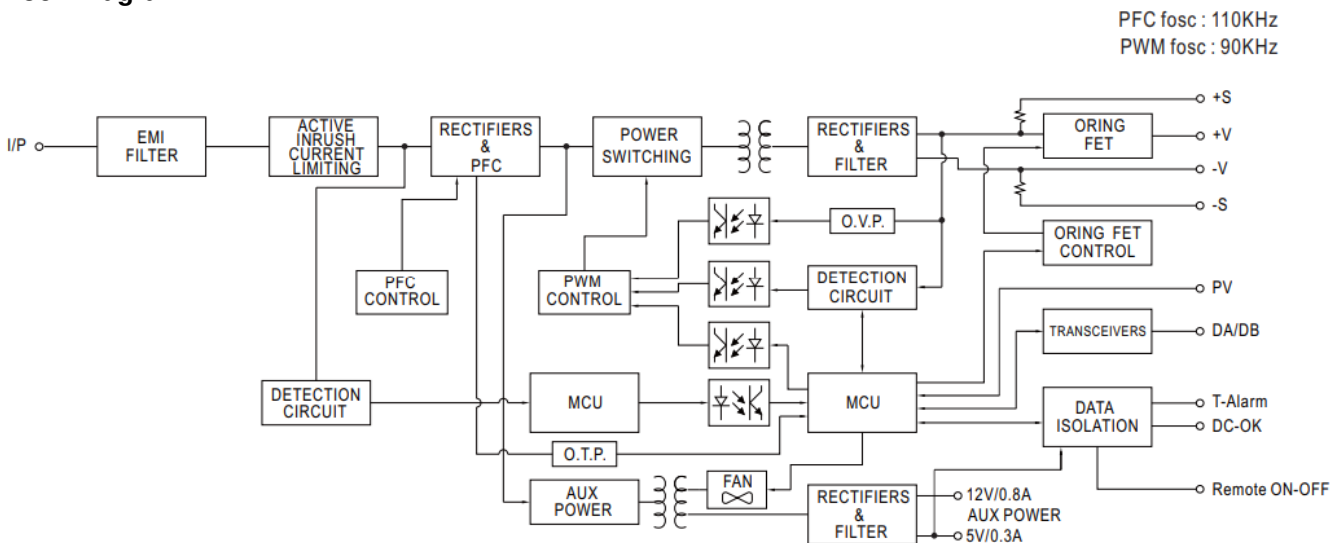 PFC fosc : 110KHz
PWM fosc : 90KHz
I/P
EMI
FILTER
ACTIVE
INRUSH
CURRENT
LIMITING
RECTIFIERS
&
PFC
POWER
SWITCHING
RECTIFIERS
&
FILTER
ORING
FET
+S
+V
-V
-S
O.V.P.
ORING FET
CONTROL
PFC
CONTROL
PWM
CONTROL
DETECTION
CIRCUIT
PV
TRANSCEIVERS
DA/DB
DETECTION
CIRCUIT
MCU
MCU
DATA
ISOLATION
T-Alarm
DC-OK
O.T.P.
AUX
POWER
FAN
RECTIFIERS
&
FILTER
12V/0.8A
AUX POWER
5V/0.3A
Remote ON-OFF